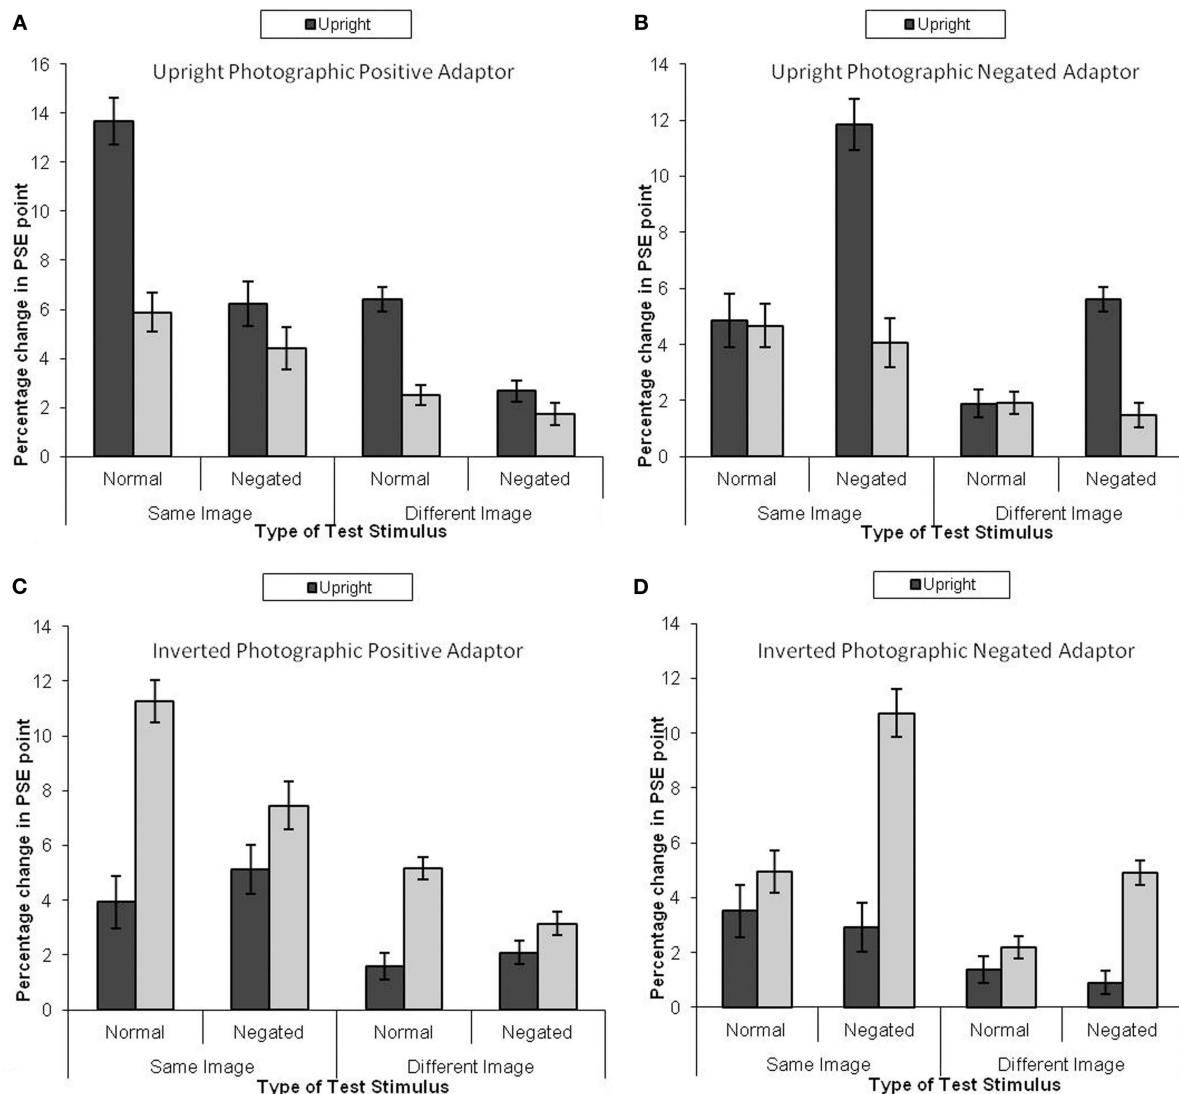 A
Upright
Upright Photographic Positive Adaptor
Percentage change in PSE point
16
14
12
10
8
6
4
2
0
Normal Negated Normal Negated
Same Image Different Image
Type of Test Stimulus
B
Upright
Upright Photographic Negated Adaptor
Percentage change in PSE point
14
12
10
8
6
4
2
0
Normal Negated Normal Negated
Same Image Different Image
Type of Test Stimulus
C
Upright
Inverted Photographic Positive Adaptor
Percentage change in PSE point
14
12
10
8
6
4
2
0
Normal Negated Normal Negated
Same Image Different Image
Type of Test Stimulus
D
Upright
Inverted Photographic Negated Adaptor
Percentage change in PSE point
14
12
10
8
6
4
2
0
Normal Negated Normal Negated
Same Image Different Image
Type of Test Stimulus